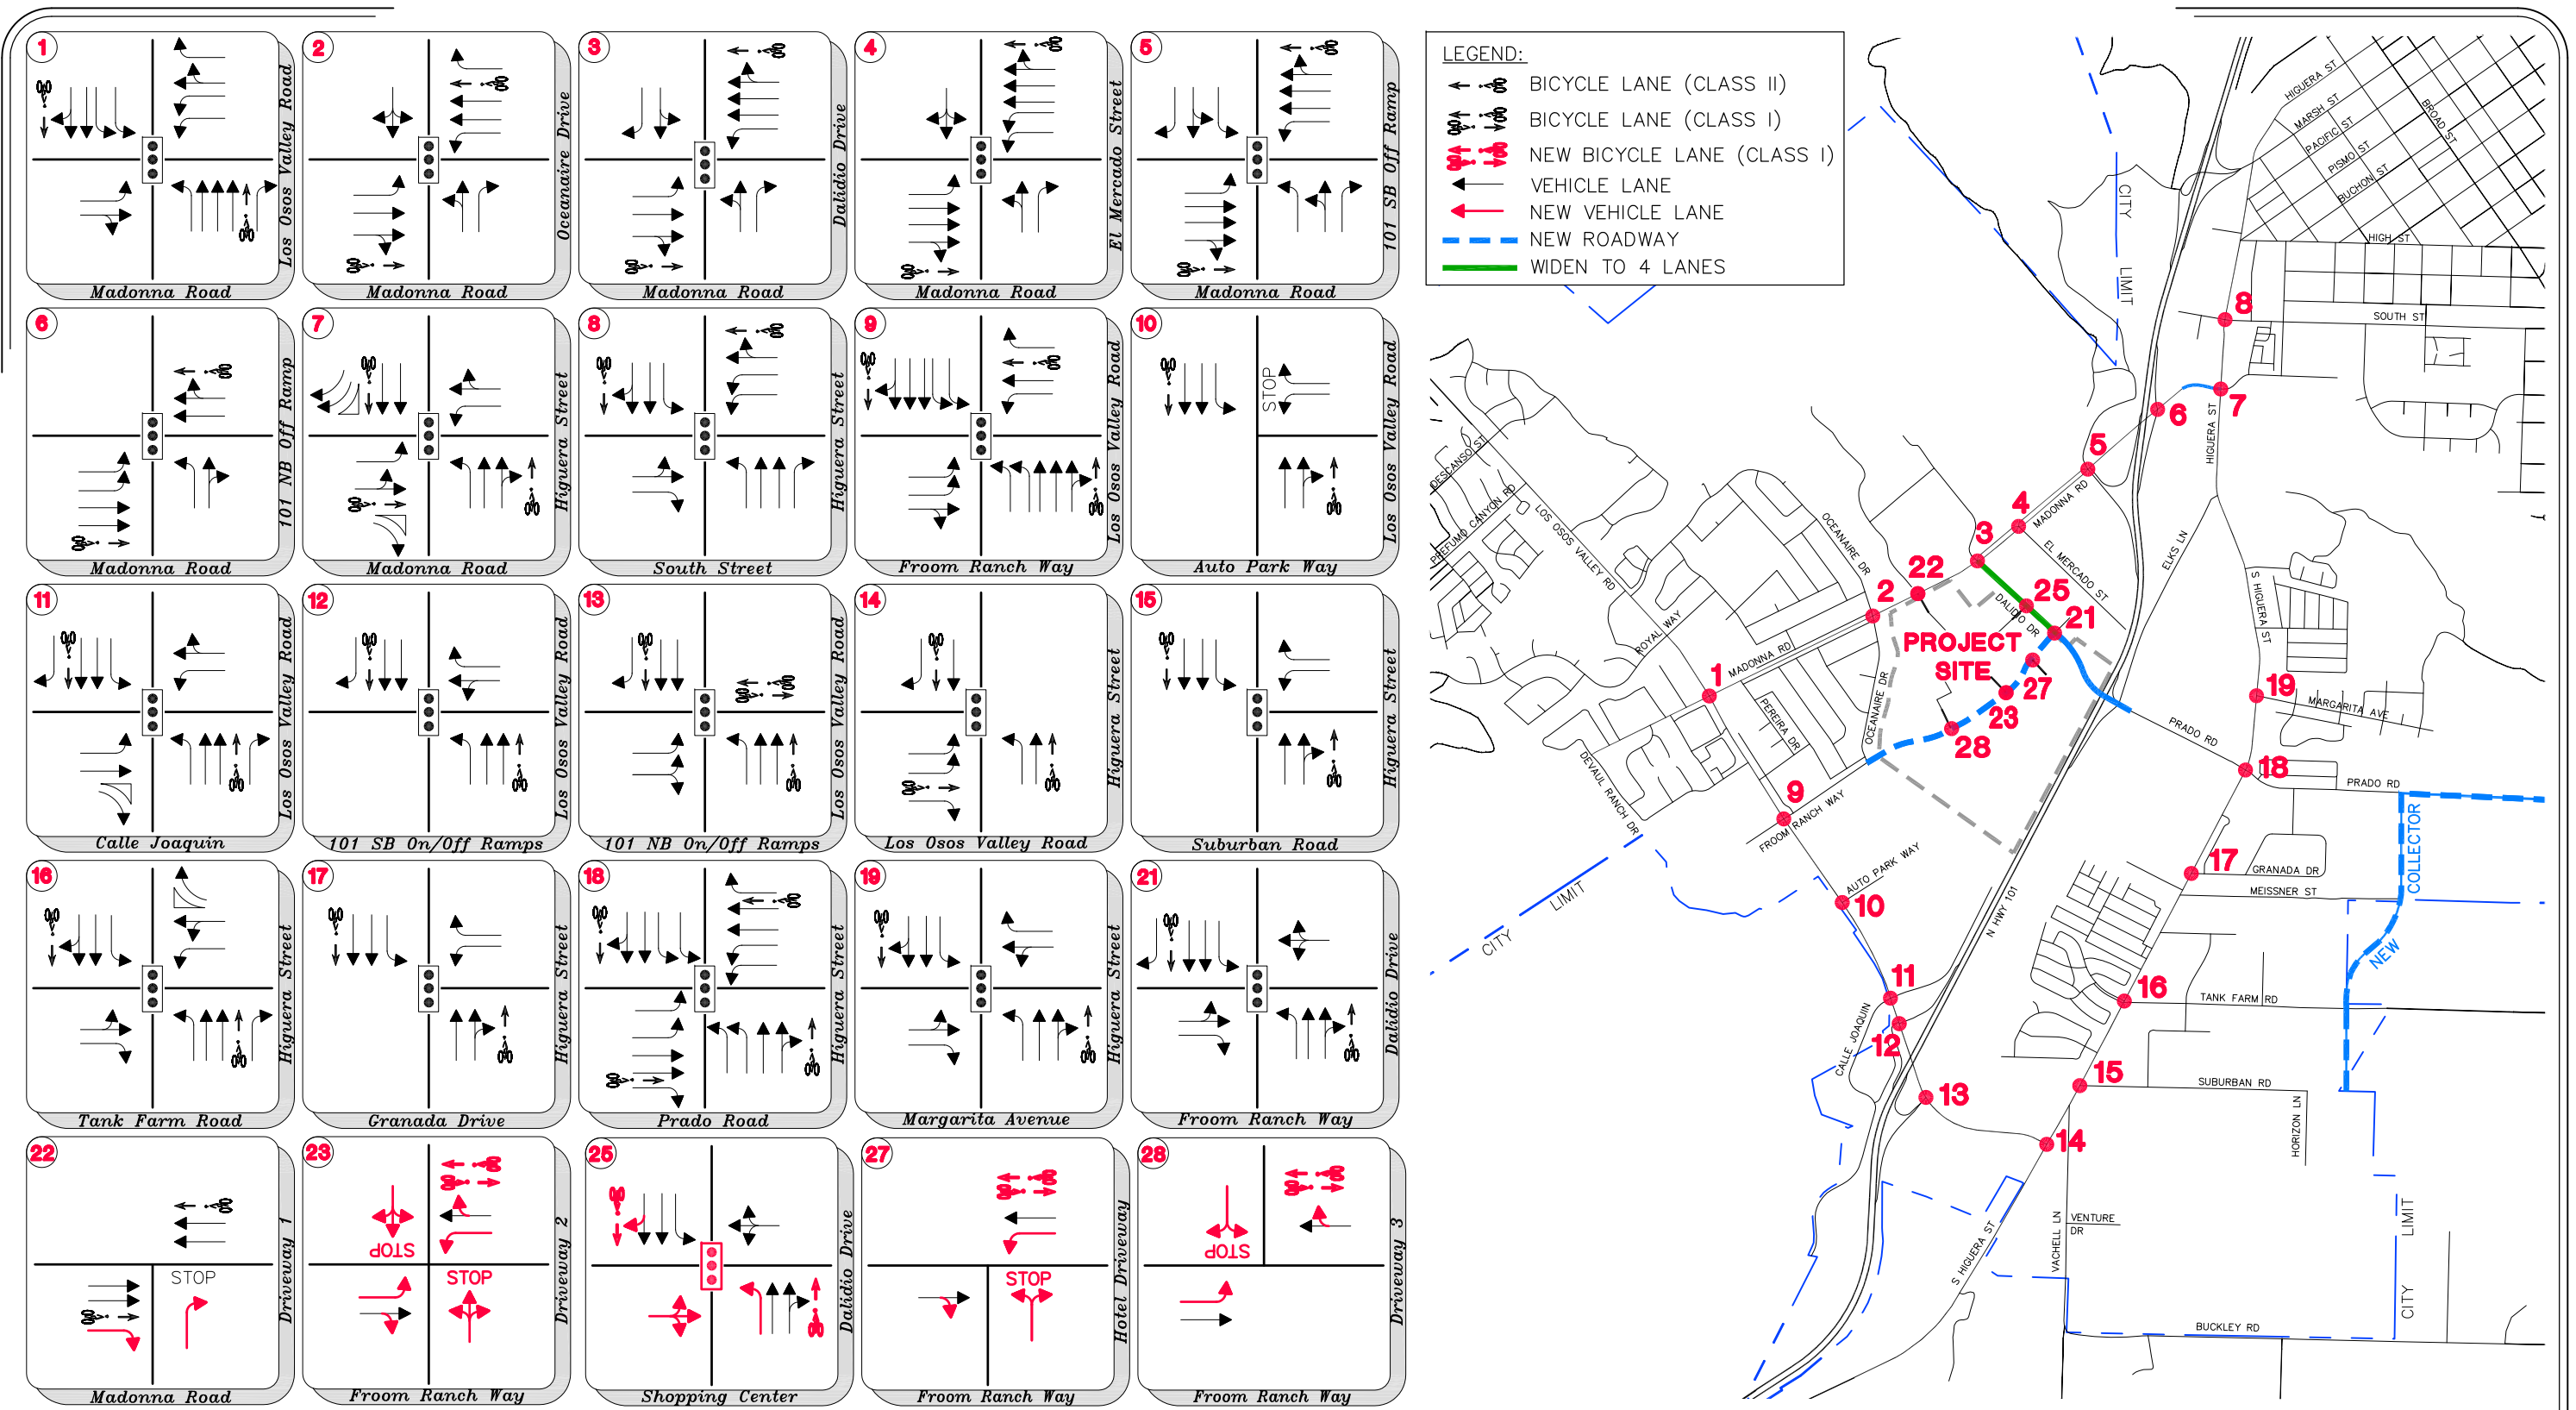 1
Los Osos Valley Road
Madonna Road
2
Oceanaire Drive
Madonna Road
3
Dalidio Drive
Madonna Road
4
El Mercado Street
Madonna Road
5
101 SB Off Ramp
Madonna Road
6
101 NB Off Ramp
Madonna Road
7
Higuera Street
Madonna Road
8
Higuera Street
South Street
9
Los Osos Valley Road
Froom Ranch Way
10
STOP
Los Osos Valley Road
Auto Park Way
11
Los Osos Valley Road
Calle Joaquin
12
Los Osos Valley Road
101 SB On/Off Ramps
13
Los Osos Valley Road
101 NB On/Off Ramps
14
Higuera Street
Los Osos Valley Road
15
Higuera Street
Suburban Road
16
Higuera Street
Tank Farm Road
17
Higuera Street
Granada Drive
18
Higuera Street
Prado Road
19
Higuera Street
Margarita Avenue
21
Dalidio Drive
Froom Ranch Way
22
STOP
Driveway 1
Madonna Road
23
STOP
STOP
Driveway 2
Froom Ranch Way
25
Dalidio Drive
Shopping Center
27
STOP
Hotel Driveway
Froom Ranch Way
28
STOP
Driveway 3
Froom Ranch Way
LEGEND:
BICYCLE LANE (CLASS II)
BICYCLE LANE (CLASS I)
NEW BICYCLE LANE (CLASS I)
VEHICLE LANE
NEW VEHICLE LANE
NEW ROADWAY
WIDEN TO 4 LANES
HIGUERA ST
MARSH ST
PACIFIC ST
PISMO ST
BUCHON ST
BROAD ST
HIGH ST
CITY LIMIT
8
SOUTH ST
7
6
HIGUERA ST
5
4
MADONNA RD
3
EL MERCADO ST
ELKS LN
DESCANSO ST
PREFUMO CANYON RD
LOS OSOS VALLEY RD
OCEANAIRE DR
22
2
25
DALIDIO DR
21
S HIGUERA ST
PROJECT
SITE
ROYAL WAY
1
MADONNA RD
PEREIRA DR
OCEANAIRE DR
27
23
28
19
MARGARITA AVE
PRADO RD
18
PRADO RD
DEVAUL RANCH DR
9
FROOM RANCH WAY
AUTO PARK WAY
10
17
GRANADA DR
MEISSNER ST
NEW COLLECTOR
CITY LIMIT
N HWY 101
11
16
TANK FARM RD
CALLE JOAQUIN
12
13
15
SUBURBAN RD
HORIZON LN
14
S HIGUERA ST
VACHELL LN
VENTURE
DR
CITY LIMIT
BUCKLEY RD